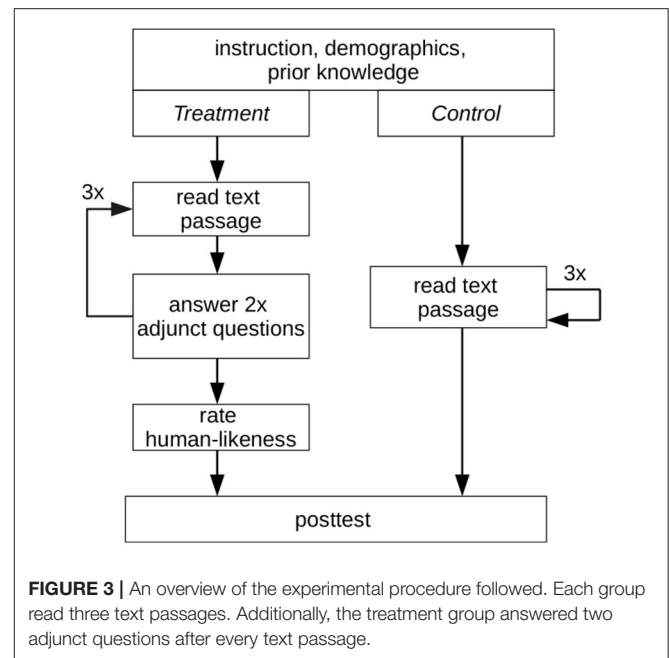 instruction, demographics,
prior knowledge
Treatment
Control
3x
read text
passage
answer 2x
adjunct questions
3x
read text
passage
rate
human-likeness
posttest
FIGURE 3 | An overview of the experimental procedure followed. Each group
read three text passages. Additionally, the treatment group answered two
adjunct questions after every text passage.